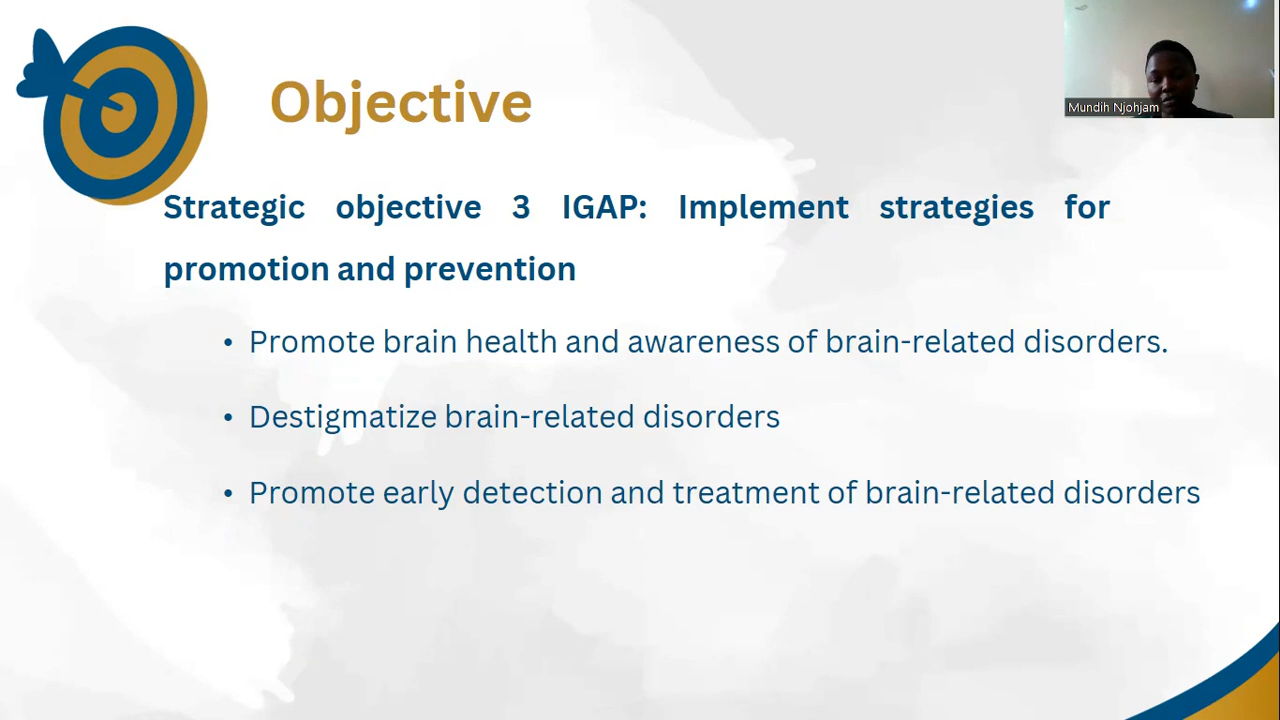 Objective
Mundih Njohjam
Strategic objective 3 IGAP: Implement strategies for
promotion and prevention
• Promote brain health and awareness of brain-related disorders.
• Destigmatize brain-related disorders
• Promote early detection and treatment of brain-related disorders